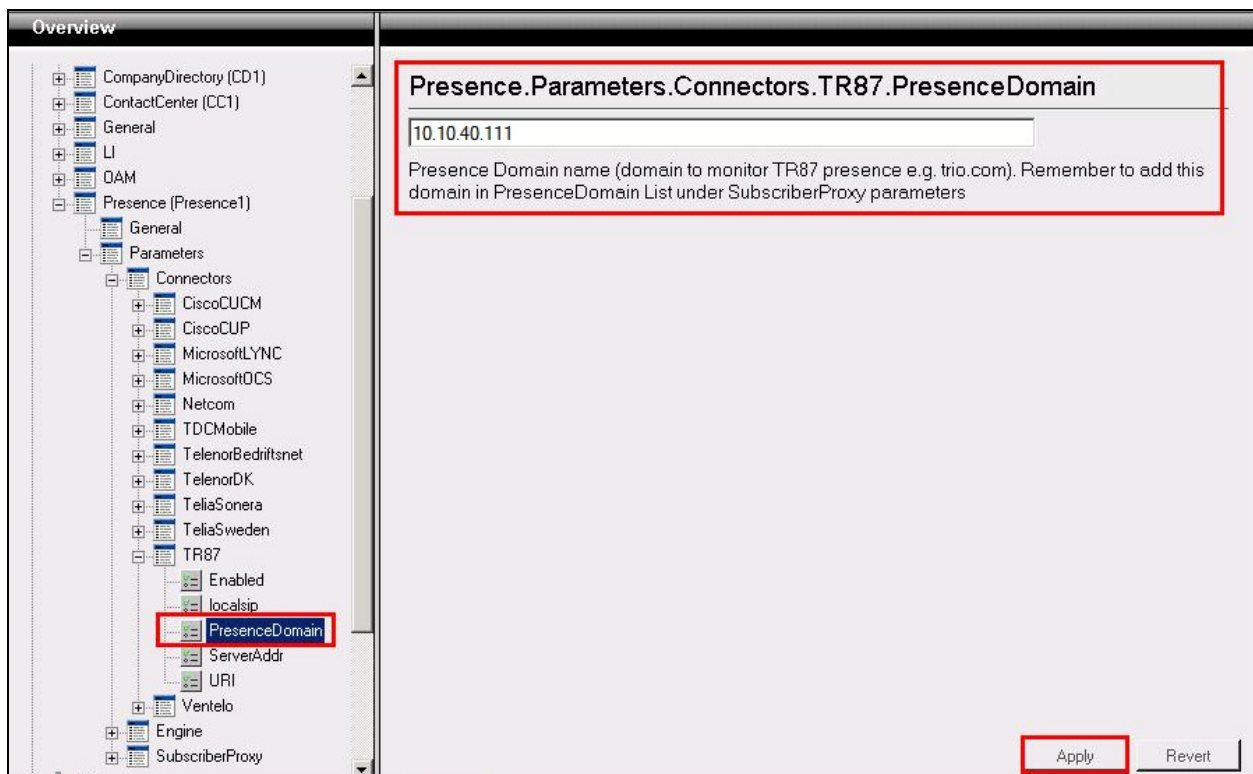 Overview
CompanyDirectory (CD1)
ContactCenter (CC1)
General
LI
OAM
Presence (Presence1)
General
Parameters
Connectors
CiscoCUCM
CiscoCUP
MicrosoftLYNC
MicrosoftOCS
Netcom
TDCMobile
TelenorBedriftsnet
TelenorDK
TeliaSonera
TeliaSweden
TR87
Enabled
localsip
PresenceDomain
ServerAddr
URI
Ventelo
Engine
SubscriberProxy
Presence.Parameters.Connectors.TR87.PresenceDomain
10.10.40.111
Presence Domain name (domain to monitor TR87 presence e.g. trio.com). Remember to add this
domain in PresenceDomain List under SubscriberProxy parameters
Apply Revert